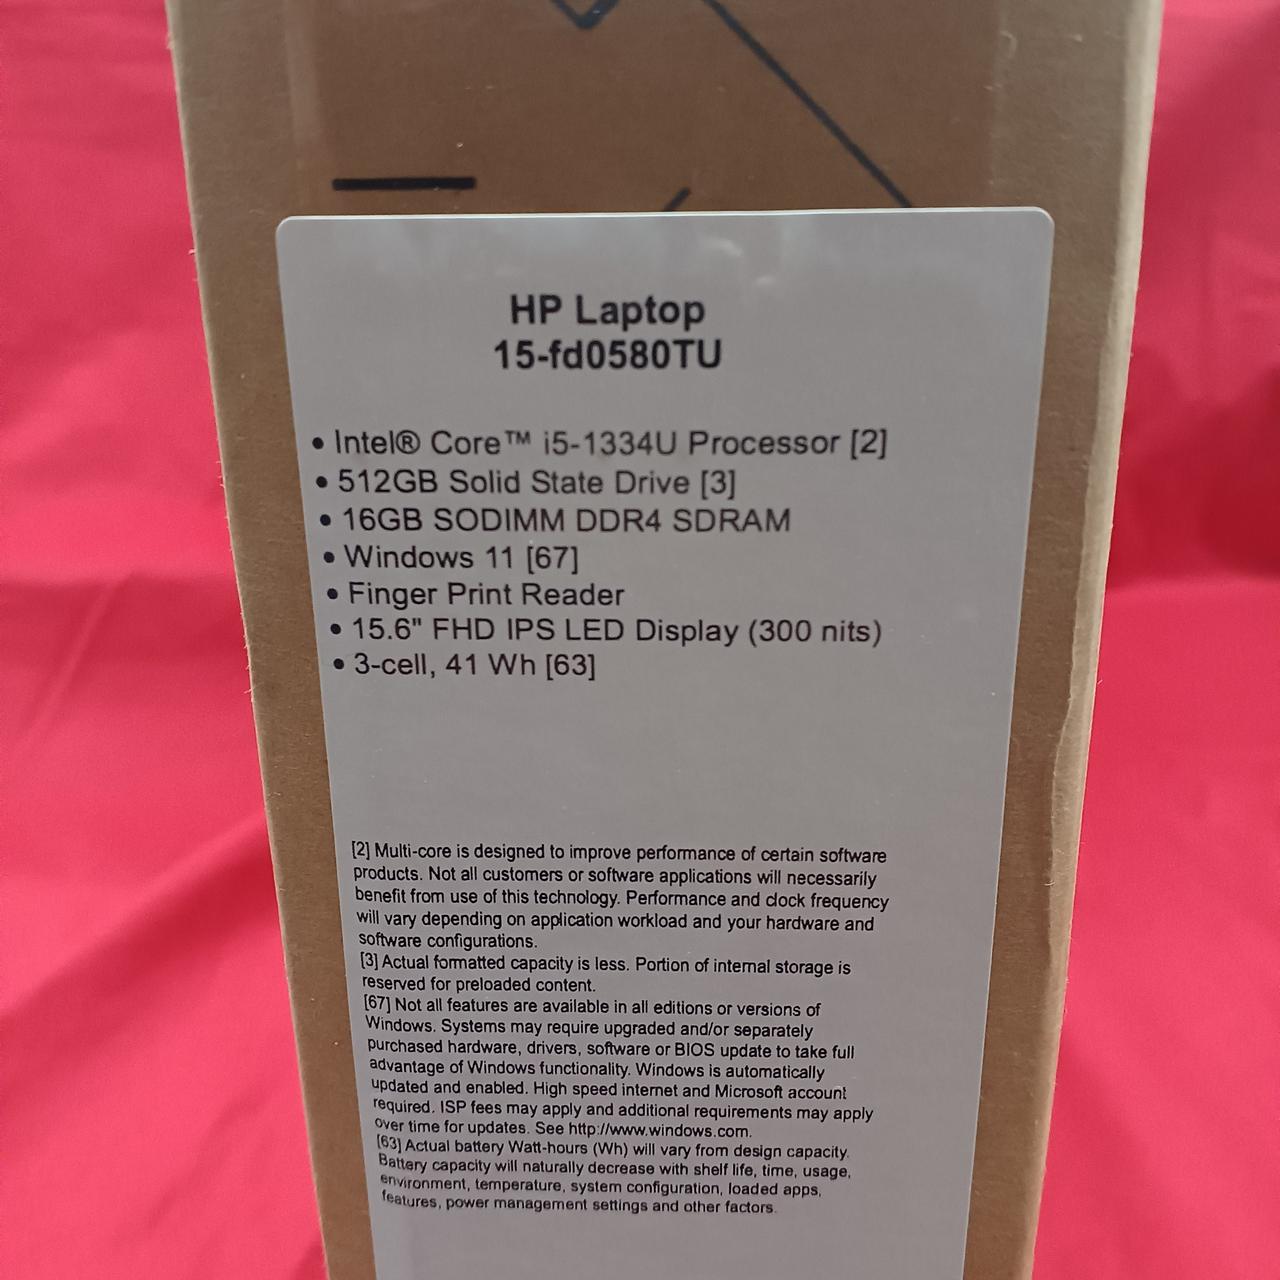 HP Laptop
15-fd0580TU
• Intel® Core™ i5-1334U Processor [2]
• 512GB Solid State Drive [3]
• 16GB SODIMM DDR4 SDRAM
• Windows 11 [67]
• Finger Print Reader
• 15.6" FHD IPS LED Display (300 nits)
• 3-cell, 41 Wh [63]
[2] Multi-core is designed to improve performance of certain software
products. Not all customers or software applications will necessarily
benefit from use of this technology. Performance and clock frequency
will vary depending on application workload and your hardware and
software configurations.
[3] Actual formatted capacity is less. Portion of internal storage is
reserved for preloaded content.
[67] Not all features are available in all editions or versions of
Windows. Systems may require upgraded and/or separately
purchased hardware, drivers, software or BIOS update to take full
advantage of Windows functionality. Windows is automatically
updated and enabled. High speed internet and Microsoft account
required. ISP fees may apply and additional requirements may apply
over time for updates. See http://www.windows.com.
[63] Actual battery Watt-hours (Wh) will vary from design capacity.
Battery capacity will naturally decrease with shelf life, time, usage,
environment, temperature, system configuration, loaded apps,
features, power management settings and other factors.